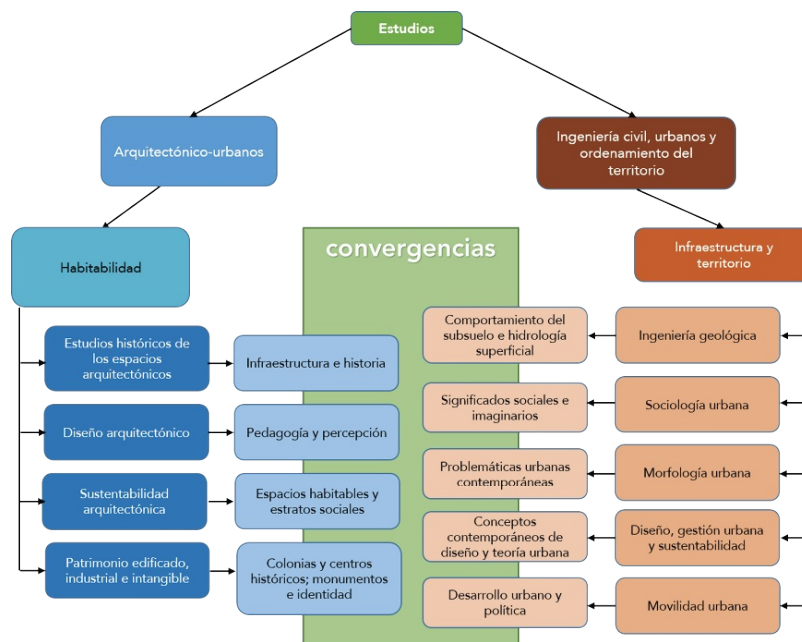 Estudios
Arquitectónico-urbanos
Ingeniería civil, urbanos y
ordenamiento del
territorio
Habitabilidad
convergencias
Infraestructura y
territorio
Estudios históricos de
los espacios
arquitectónicos
Infraestructura e historia
Comportamiento del
subsuelo e hidrología
superficial
Ingeniería geológica
Diseño arquitectónico
Pedagogía y percepción
Significados sociales e
imaginarios
Sociología urbana
Sustentabilidad
arquitectónica
Espacios habitables y
estratos sociales
Problemáticas urbanas
contemporáneas
Morfología urbana
Patrimonio edificado,
industrial e intangible
Colonias y centros
históricos; monumentos
e identidad
Conceptos
contemporáneos de
diseño y teoría urbana
Diseño, gestión urbana
y sustentabilidad
Desarrollo urbano y
política
Movilidad urbana